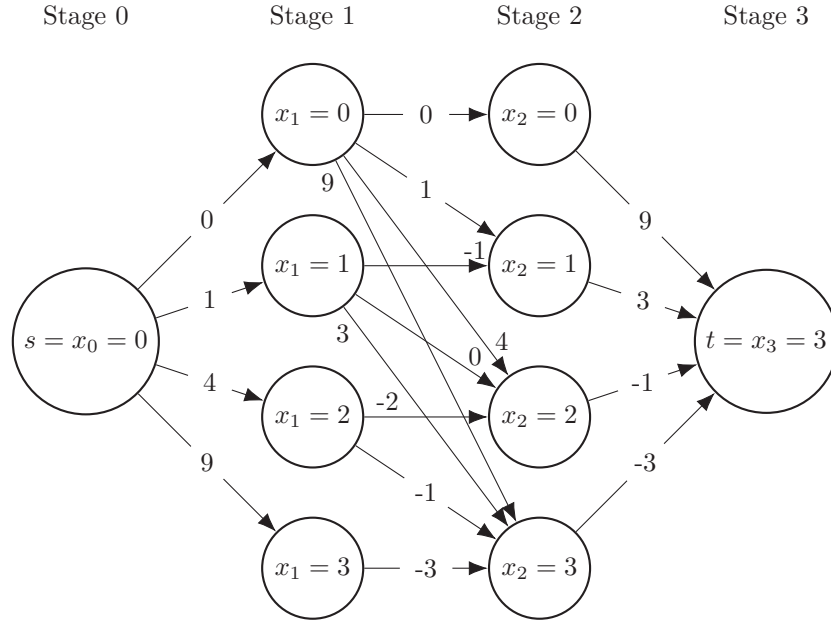 Stage 0 Stage 1 Stage 2 Stage 3
x₁ = 0 0 x₂ = 0
9
1
0 9
x₁ = 1 -1 x₂ = 1
1 3
s = x₀ = 0 3 0 4 t = x₃ = 3
4 -2 -1
x₁ = 2 x₂ = 2
9 -1 -3
x₁ = 3 -3 x₂ = 3